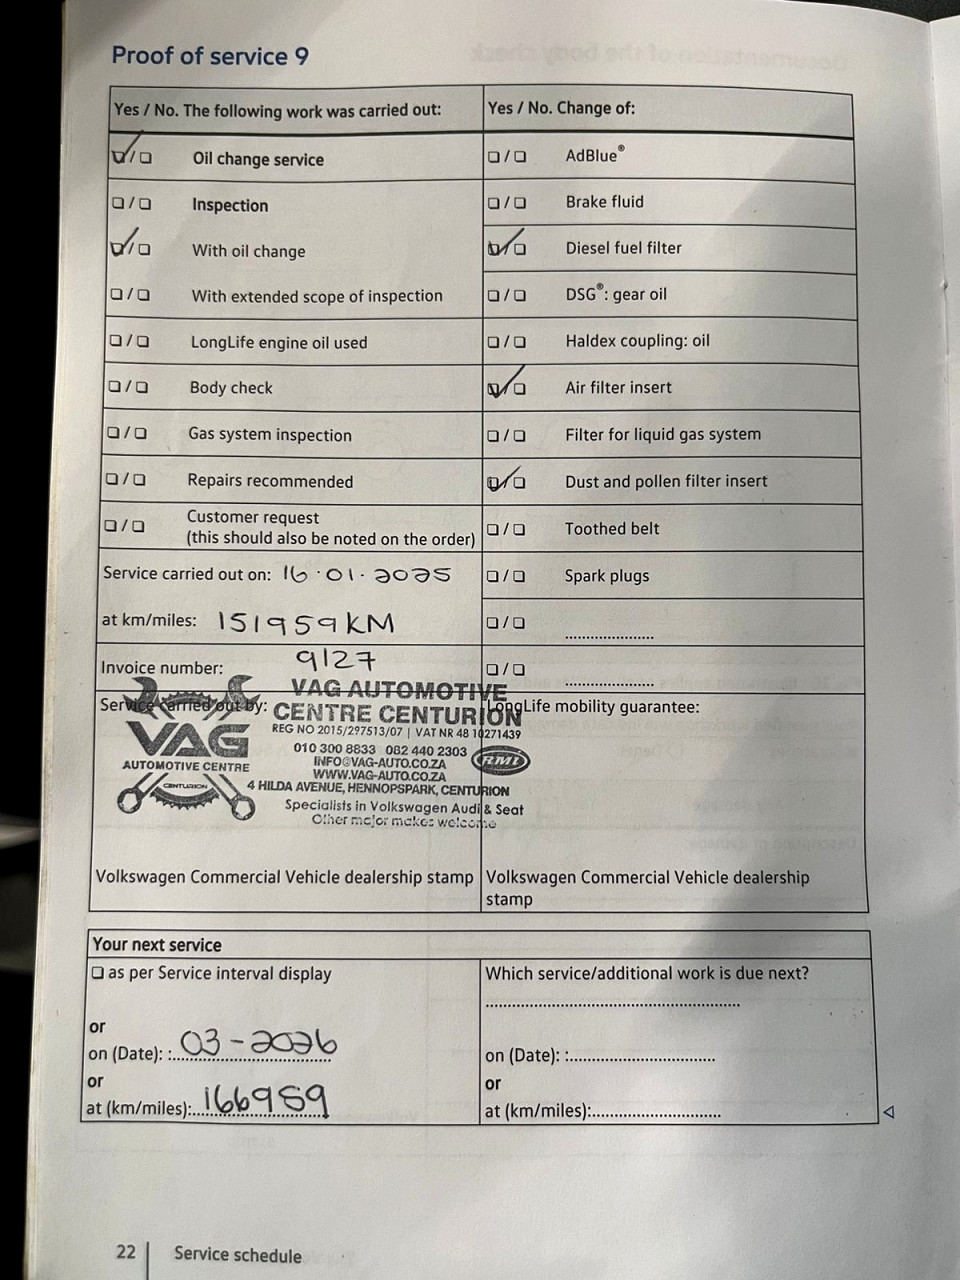 Proof of service 9
Yes / No. The following work was carried out:
Oil change service
Inspection
With oil change
With extended scope of inspection
LongLife engine oil used
Body check
Gas system inspection
Repairs recommended
Customer request
(this should also be noted on the order)
Service carried out on: 16.01.2025
at km/miles: 151959 KM
Invoice number: 9127
Service carried out by:
VAG AUTOMOTIVE
CENTRE CENTURION
REG NO 2015/297513/07 | VAT NR 48 10271439
010 300 8833 082 440 2303
INFO@VAG-AUTO.CO.ZA
WWW.VAG-AUTO.CO.ZA
4 HILDA AVENUE, HENNOPSPARK, CENTURION
Specialists in Volkswagen Audi & Seat
Other major makes welcome
VAG
AUTOMOTIVE CENTRE
CENTURION
RMI
Volkswagen Commercial Vehicle dealership stamp
Yes / No. Change of:
AdBlue®
Brake fluid
Diesel fuel filter
DSG®: gear oil
Haldex coupling: oil
Air filter insert
Filter for liquid gas system
Dust and pollen filter insert
Toothed belt
Spark plugs
LongLife mobility guarantee:
Volkswagen Commercial Vehicle dealership
stamp
Your next service
as per Service interval display
or
on (Date): :03-2026
or
at (km/miles):166959
Which service/additional work is due next?
on (Date): :
or
at (km/miles):
22
Service schedule